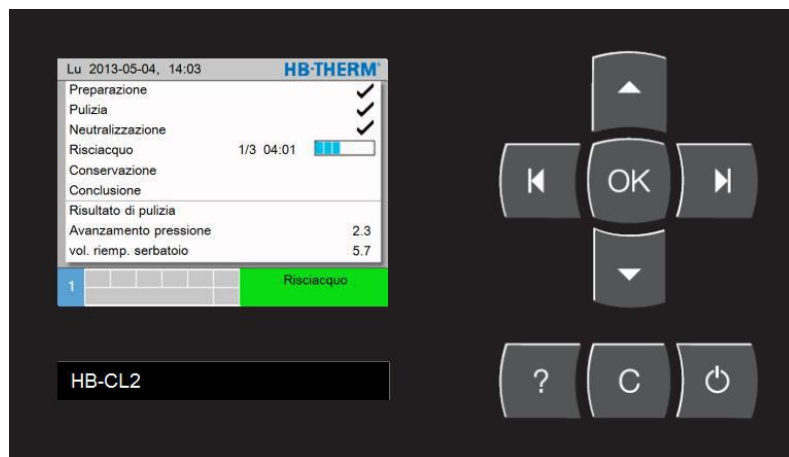 Lu 2013-05-04, 14:03 HB·THERM®
Preparazione
Pulizia
Neutralizzazione
Risciacquo 1/3 04:01
Conservazione
Conclusione
Risultato di pulizia
Avanzamento pressione 2.3
vol. riemp. serbatoio 5.7
1 Risciacquo
HB-CL2
OK
? C